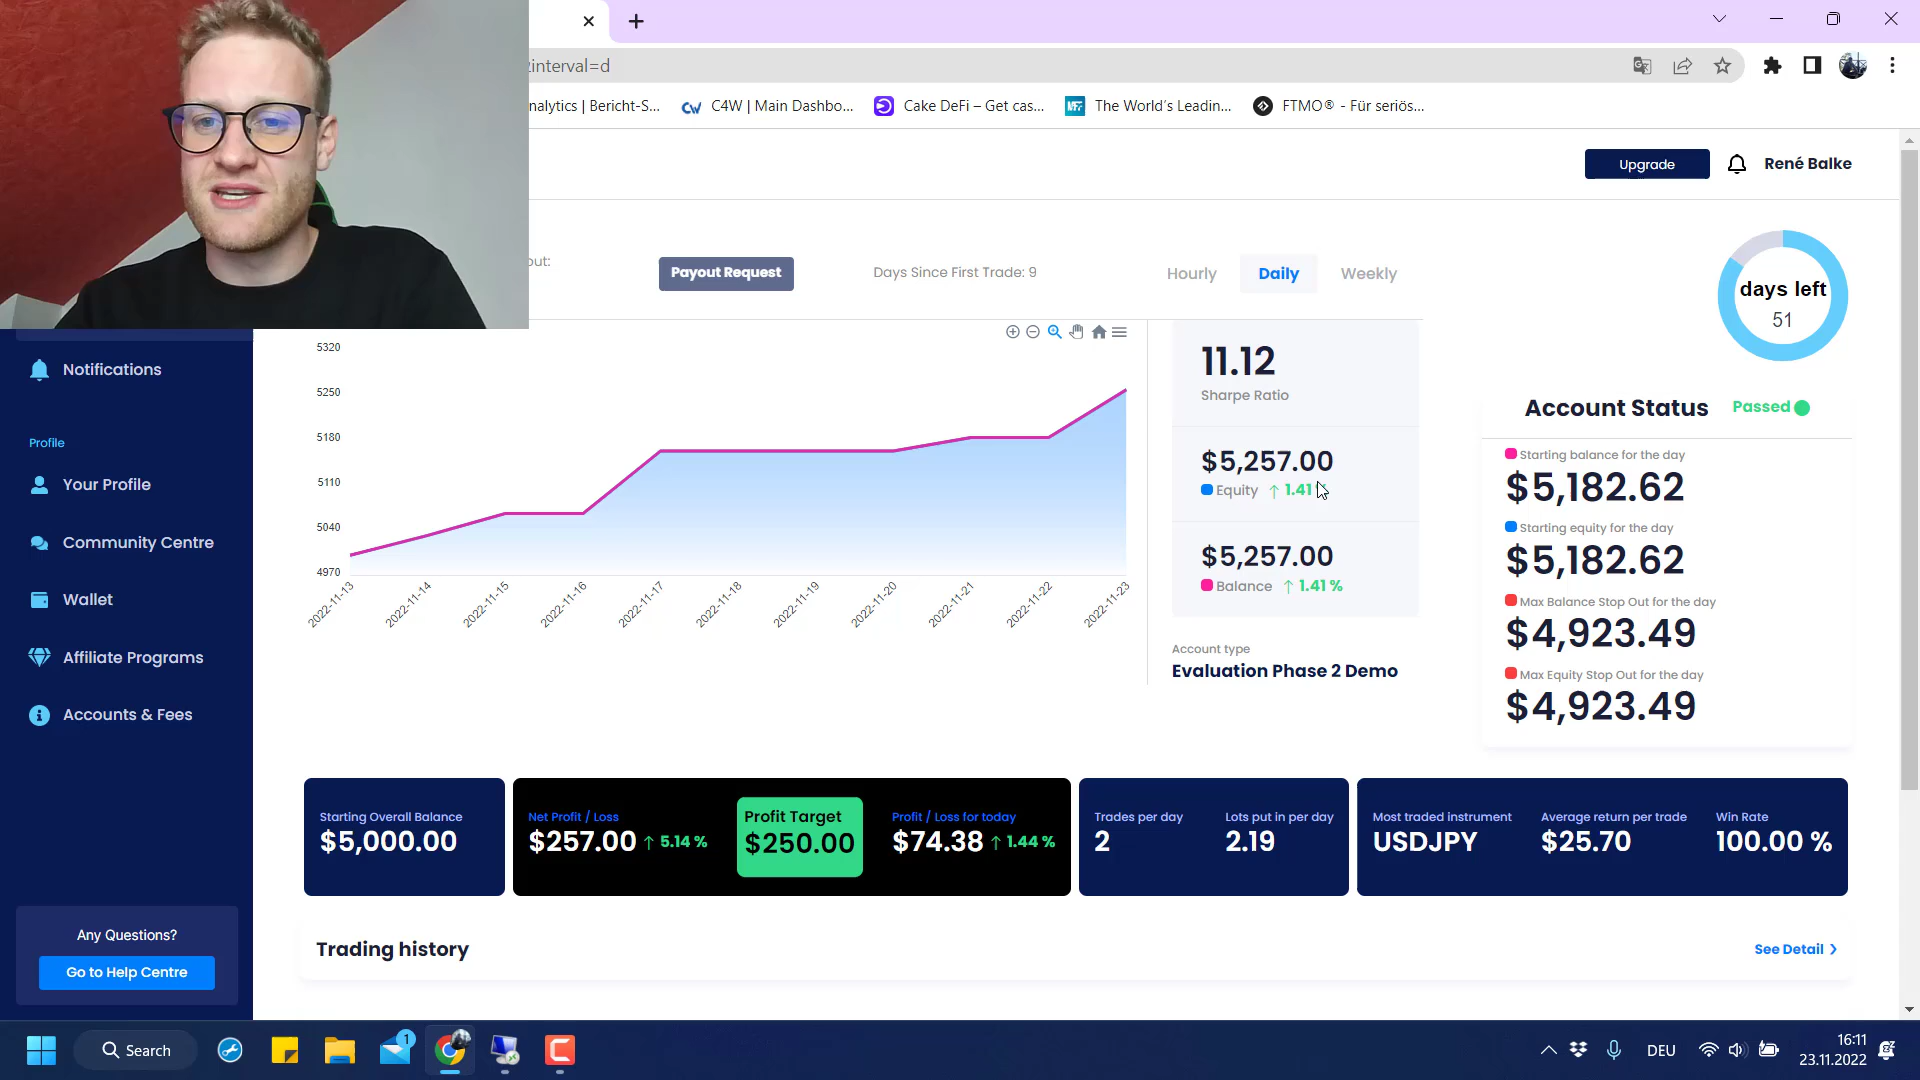 interval=d
nalytics | Bericht-S...
C4W | Main Dashbo...
Cake DeFi – Get cas...
The World's Leadin...
FTMO® - Für seriös...
Upgrade
René Balke
out:
Payout Request
Days Since First Trade: 9
Hourly
Daily
Weekly
days left
51
Notifications
Profile
Your Profile
Community Centre
Wallet
Affiliate Programs
Accounts & Fees
Any Questions?
Go to Help Centre
5320
5250
5180
5110
5040
4970
2022-11-13
2022-11-14
2022-11-15
2022-11-16
2022-11-17
2022-11-18
2022-11-19
2022-11-20
2022-11-21
2022-11-22
2022-11-23
11.12
Sharpe Ratio
$5,257.00
Equity ↑ 1.41
$5,257.00
Balance ↑ 1.41 %
Account type
Evaluation Phase 2 Demo
Account Status Passed
Starting balance for the day
$5,182.62
Starting equity for the day
$5,182.62
Max Balance Stop Out for the day
$4,923.49
Max Equity Stop Out for the day
$4,923.49
Starting Overall Balance
$5,000.00
Net Profit / Loss
$257.00 ↑ 5.14 %
Profit Target
$250.00
Profit / Loss for today
$74.38 ↑ 1.44 %
Trades per day
2
Lots put in per day
2.19
Most traded instrument
USDJPY
Average return per trade
$25.70
Win Rate
100.00 %
Trading history
See Detail
Search
1
DEU
16:11
23.11.2022